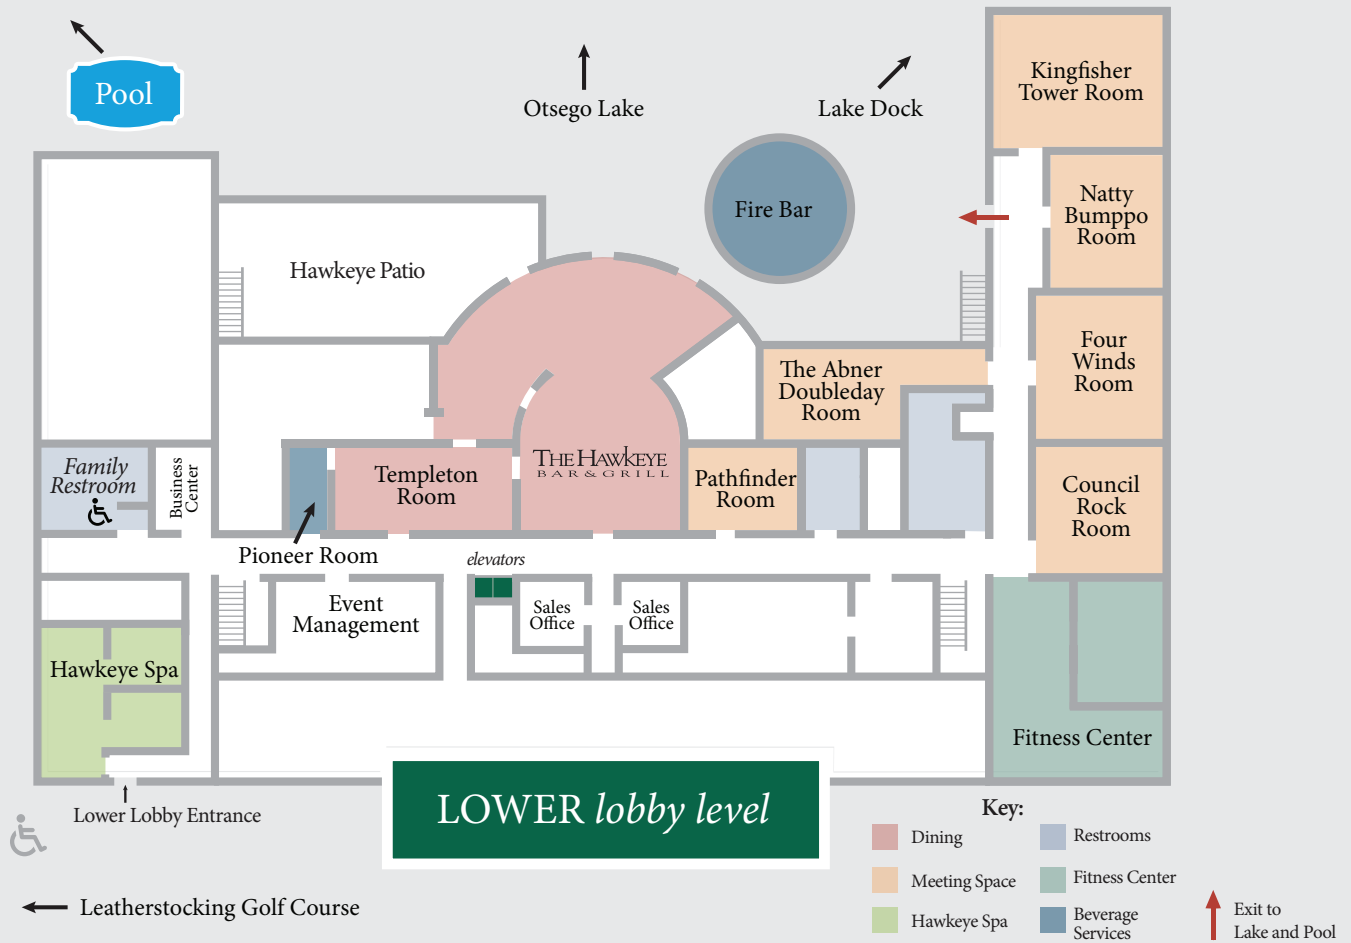 Pool
Otsego Lake
Lake Dock
Kingfisher
Tower Room
Fire Bar
Natty
Bumppo
Room
Hawkeye Patio
Four
Winds
Room
The Abner
Doubleday
Room
Family
Restroom
Business
Center
Templeton
Room
THE HAWKEYE
BAR & GRILL
Pathfinder
Room
Council
Rock
Room
Pioneer Room
elevators
Event
Management
Sales
Office
Sales
Office
Hawkeye Spa
Fitness Center
Lower Lobby Entrance
LOWER lobby level
Key:
Dining
Restrooms
Meeting Space
Fitness Center
Hawkeye Spa
Beverage
Services
Exit to
Lake and Pool
Leatherstocking Golf Course